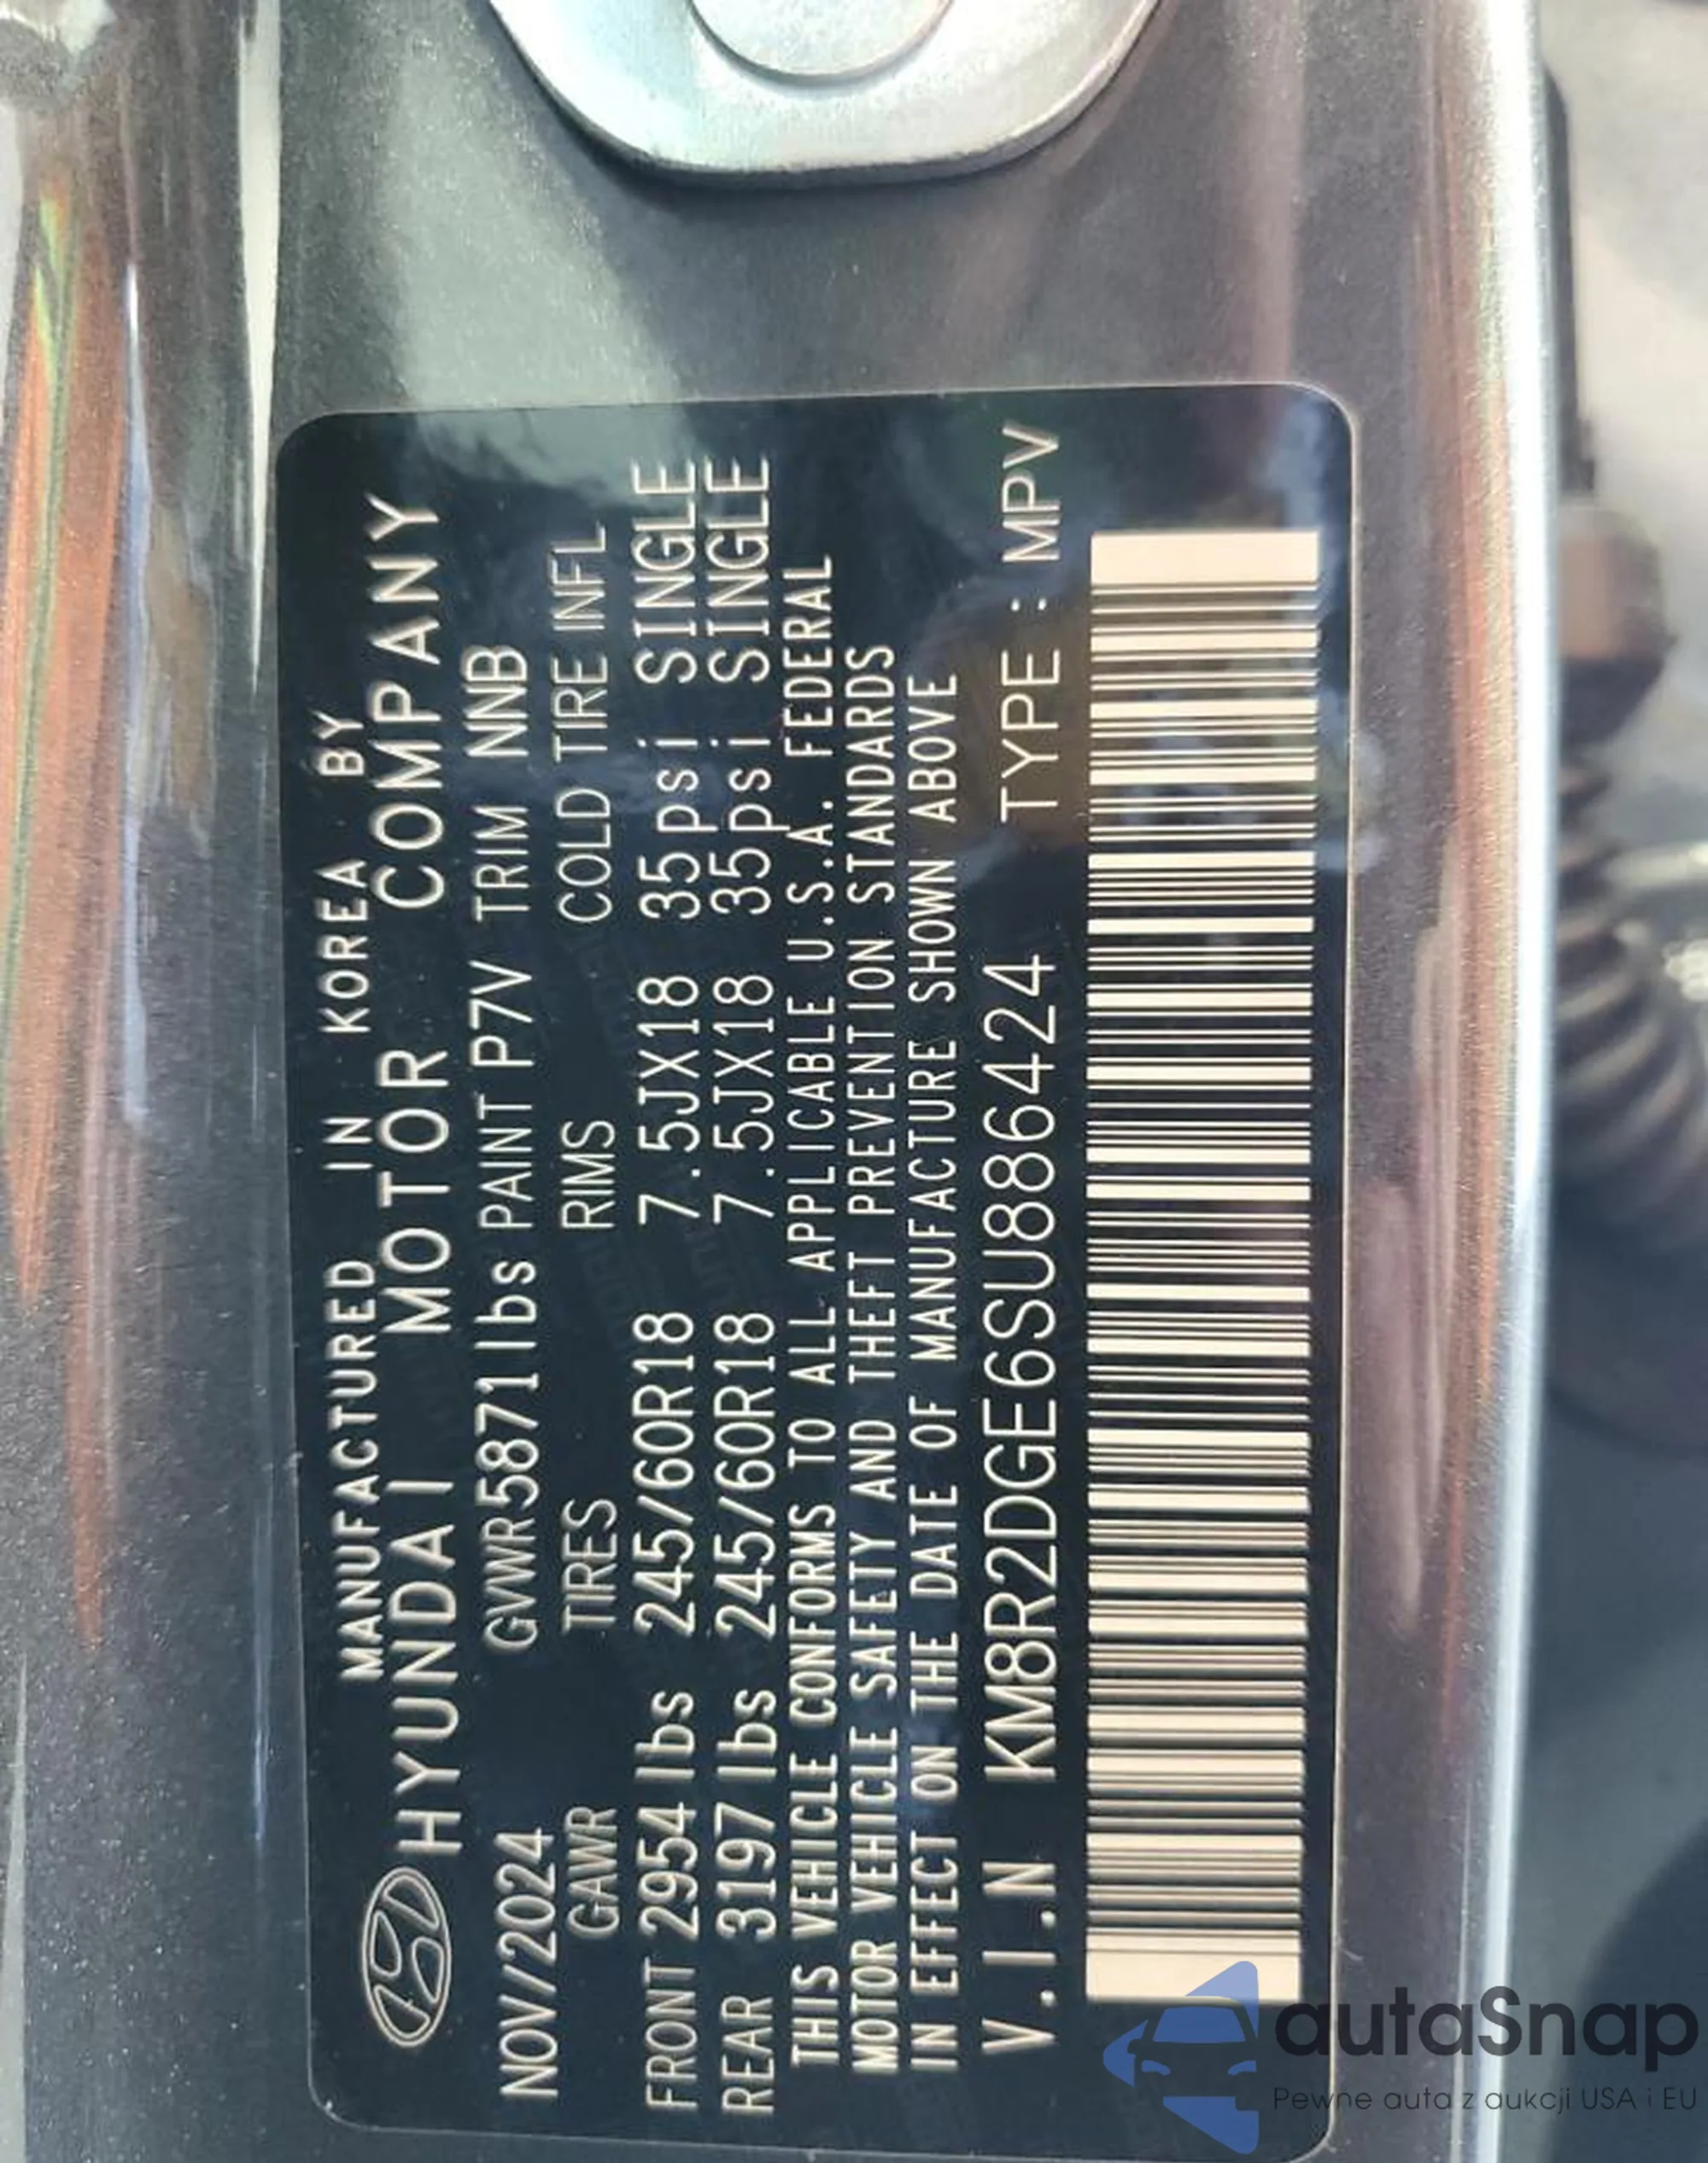 MANUFACTURED IN KOREA BY
HYUNDAI MOTOR COMPANY
NOV/2024 GVWR5871lbs PAINT P7V TRIM NNB
GAWR TIRES RIMS COLD TIRE INFL
FRONT 2954 lbs 245/60R18 7.5JX18 35psi SINGLE
REAR 3197 lbs 245/60R18 7.5JX18 35psi SINGLE
THIS VEHICLE CONFORMS TO ALL APPLICABLE U.S.A. FEDERAL
MOTOR VEHICLE SAFETY AND THEFT PREVENTION STANDARDS
IN EFFECT ON THE DATE OF MANUFACTURE SHOWN ABOVE
V.I.N KM8R2DGE6SU886424 TYPE : MPV
autaSnap
Pewne auta z aukcji USA i EU